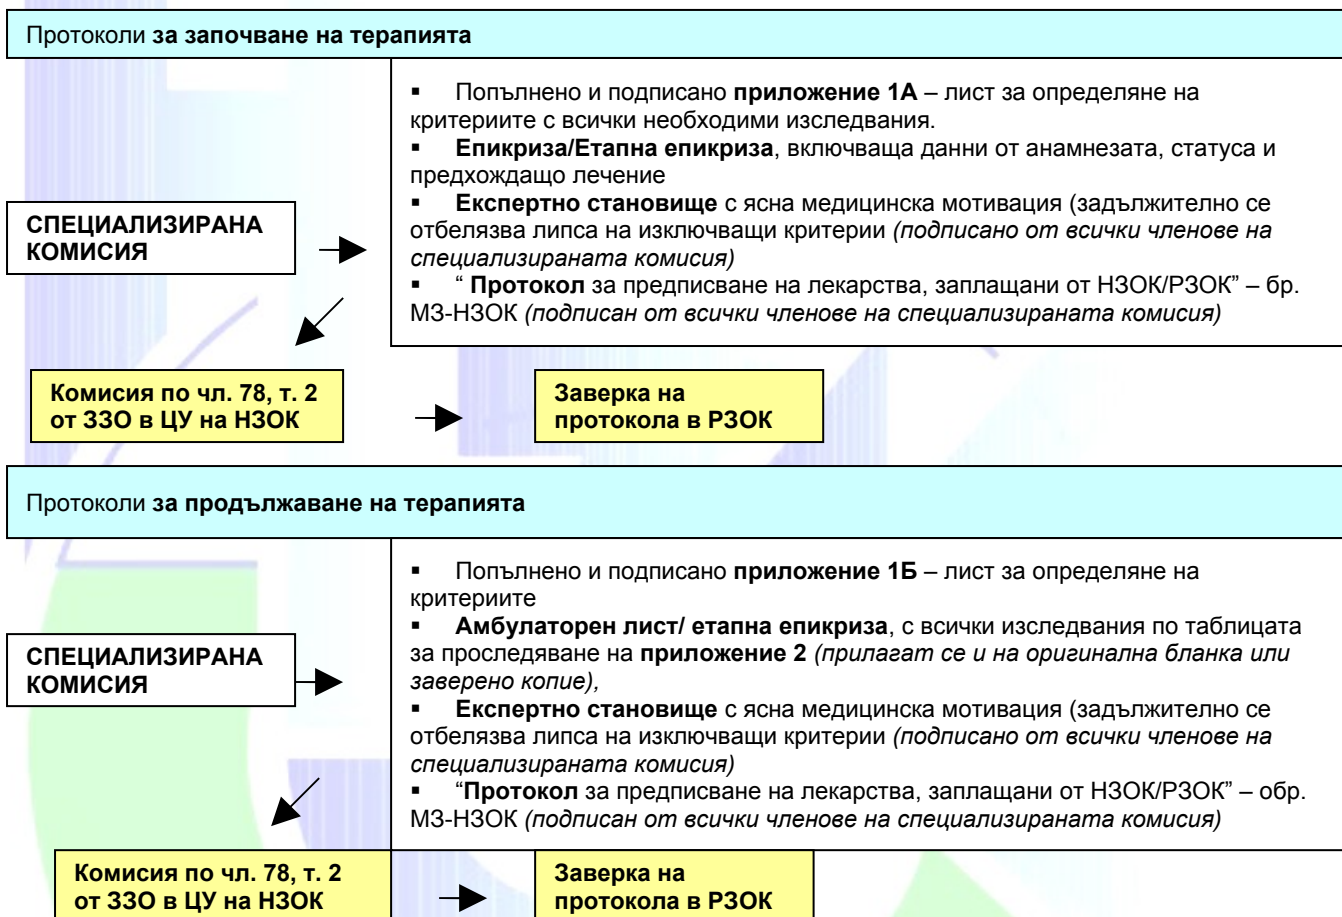 Протоколи за започване на терапията
▪ Попълнено и подписано приложение 1А – лист за определяне на
критериите с всички необходими изследвания.
▪ Епикриза/Етапна епикриза, включваща данни от анамнезата, статуса и
предхождащо лечение
▪ Експертно становище с ясна медицинска мотивация (задължително се
отбелязва липса на изключващи критерии (подписано от всички членове на
специализираната комисия)
▪ “ Протокол за предписване на лекарства, заплащани от НЗОК/РЗОК” – бр.
МЗ-НЗОК (подписан от всички членове на специализираната комисия)
СПЕЦИАЛИЗИРАНА
КОМИСИЯ
Комисия по чл. 78, т. 2
от ЗЗО в ЦУ на НЗОК
Заверка на
протокола в РЗОК
Протоколи за продължаване на терапията
▪ Попълнено и подписано приложение 1Б – лист за определяне на
критериите
▪ Амбулаторен лист/ етапна епикриза, с всички изследвания по таблицата
за проследяване на приложение 2 (прилагат се и на оригинална бланка или
заверено копие),
▪ Експертно становище с ясна медицинска мотивация (задължително се
отбелязва липса на изключващи критерии (подписано от всички членове на
специализираната комисия)
▪ “Протокол за предписване на лекарства, заплащани от НЗОК/РЗОК” – обр.
МЗ-НЗОК (подписан от всички членове на специализираната комисия)
СПЕЦИАЛИЗИРАНА
КОМИСИЯ
Комисия по чл. 78, т. 2
от ЗЗО в ЦУ на НЗОК
Заверка на
протокола в РЗОК